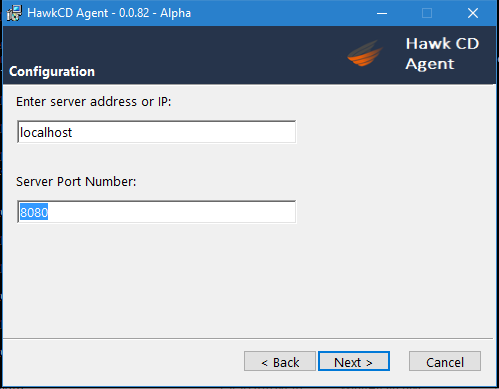 HawkCD Agent - 0.0.82 - Alpha
Hawk CD
Agent
Configuration
Enter server address or IP:
localhost
Server Port Number:
8080
< Back
Next >
Cancel